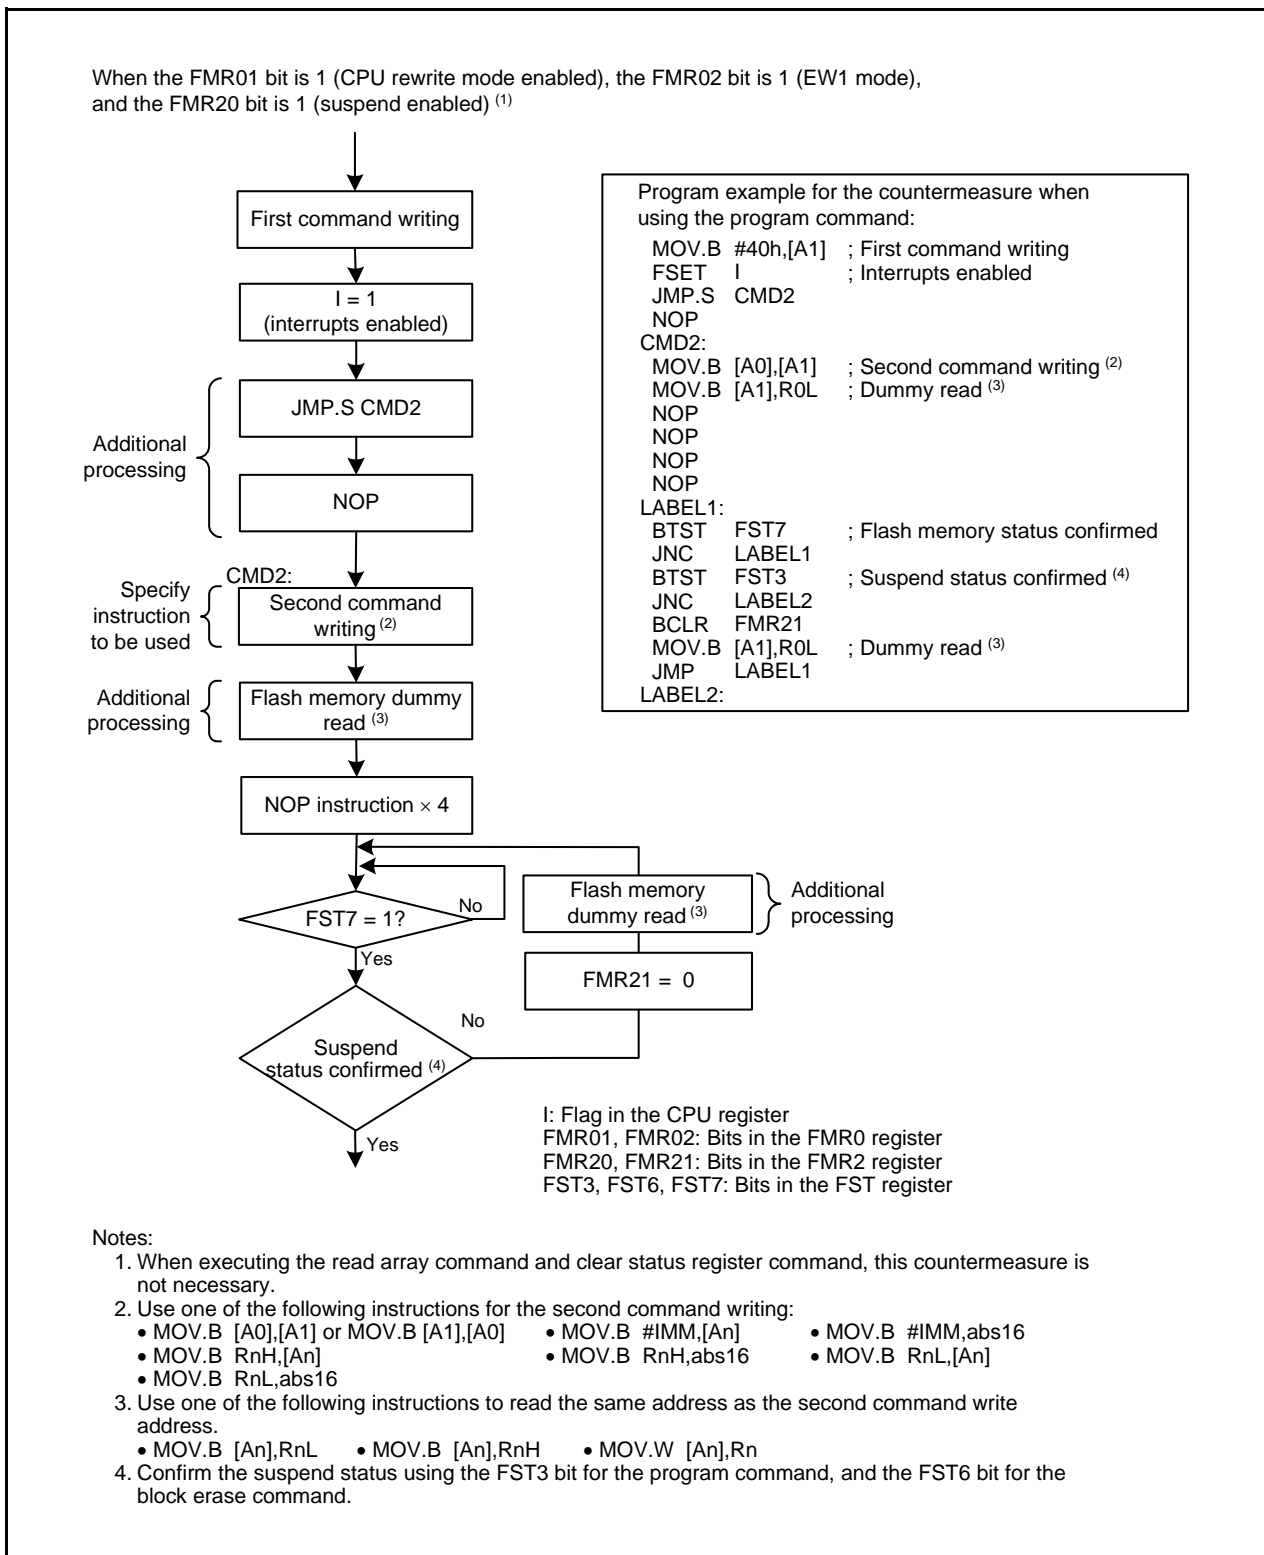 When the FMR01 bit is 1 (CPU rewrite mode enabled), the FMR02 bit is 1 (EW1 mode),
and the FMR20 bit is 1 (suspend enabled) (1)
First command writing
I = 1
(interrupts enabled)
Additional
processing
JMP.S CMD2
NOP
CMD2:
Specify
instruction
to be used
Second command
writing (2)
Additional
processing
Flash memory dummy
read (3)
NOP instruction × 4
FST7 = 1?
No
Yes
Flash memory
dummy read (3)
Additional
processing
FMR21 = 0
Suspend
status confirmed (4)
No
Yes
Program example for the countermeasure when
using the program command:
MOV.B #40h,[A1] ; First command writing
FSET I ; Interrupts enabled
JMP.S CMD2
NOP
CMD2:
MOV.B [A0],[A1] ; Second command writing (2)
MOV.B [A1],R0L ; Dummy read (3)
NOP
NOP
NOP
NOP
LABEL1:
BTST FST7 ; Flash memory status confirmed
JNC LABEL1
BTST FST3 ; Suspend status confirmed (4)
JNC LABEL2
BCLR FMR21
MOV.B [A1],R0L ; Dummy read (3)
JMP LABEL1
LABEL2:
I: Flag in the CPU register
FMR01, FMR02: Bits in the FMR0 register
FMR20, FMR21: Bits in the FMR2 register
FST3, FST6, FST7: Bits in the FST register
Notes:
1. When executing the read array command and clear status register command, this countermeasure is
not necessary.
2. Use one of the following instructions for the second command writing:
• MOV.B [A0],[A1] or MOV.B [A1],[A0] • MOV.B #IMM,[An] • MOV.B #IMM,abs16
• MOV.B RnH,[An] • MOV.B RnH,abs16 • MOV.B RnL,[An]
• MOV.B RnL,abs16
3. Use one of the following instructions to read the same address as the second command write
address.
• MOV.B [An],RnL • MOV.B [An],RnH • MOV.W [An],Rn
4. Confirm the suspend status using the FST3 bit for the program command, and the FST6 bit for the
block erase command.